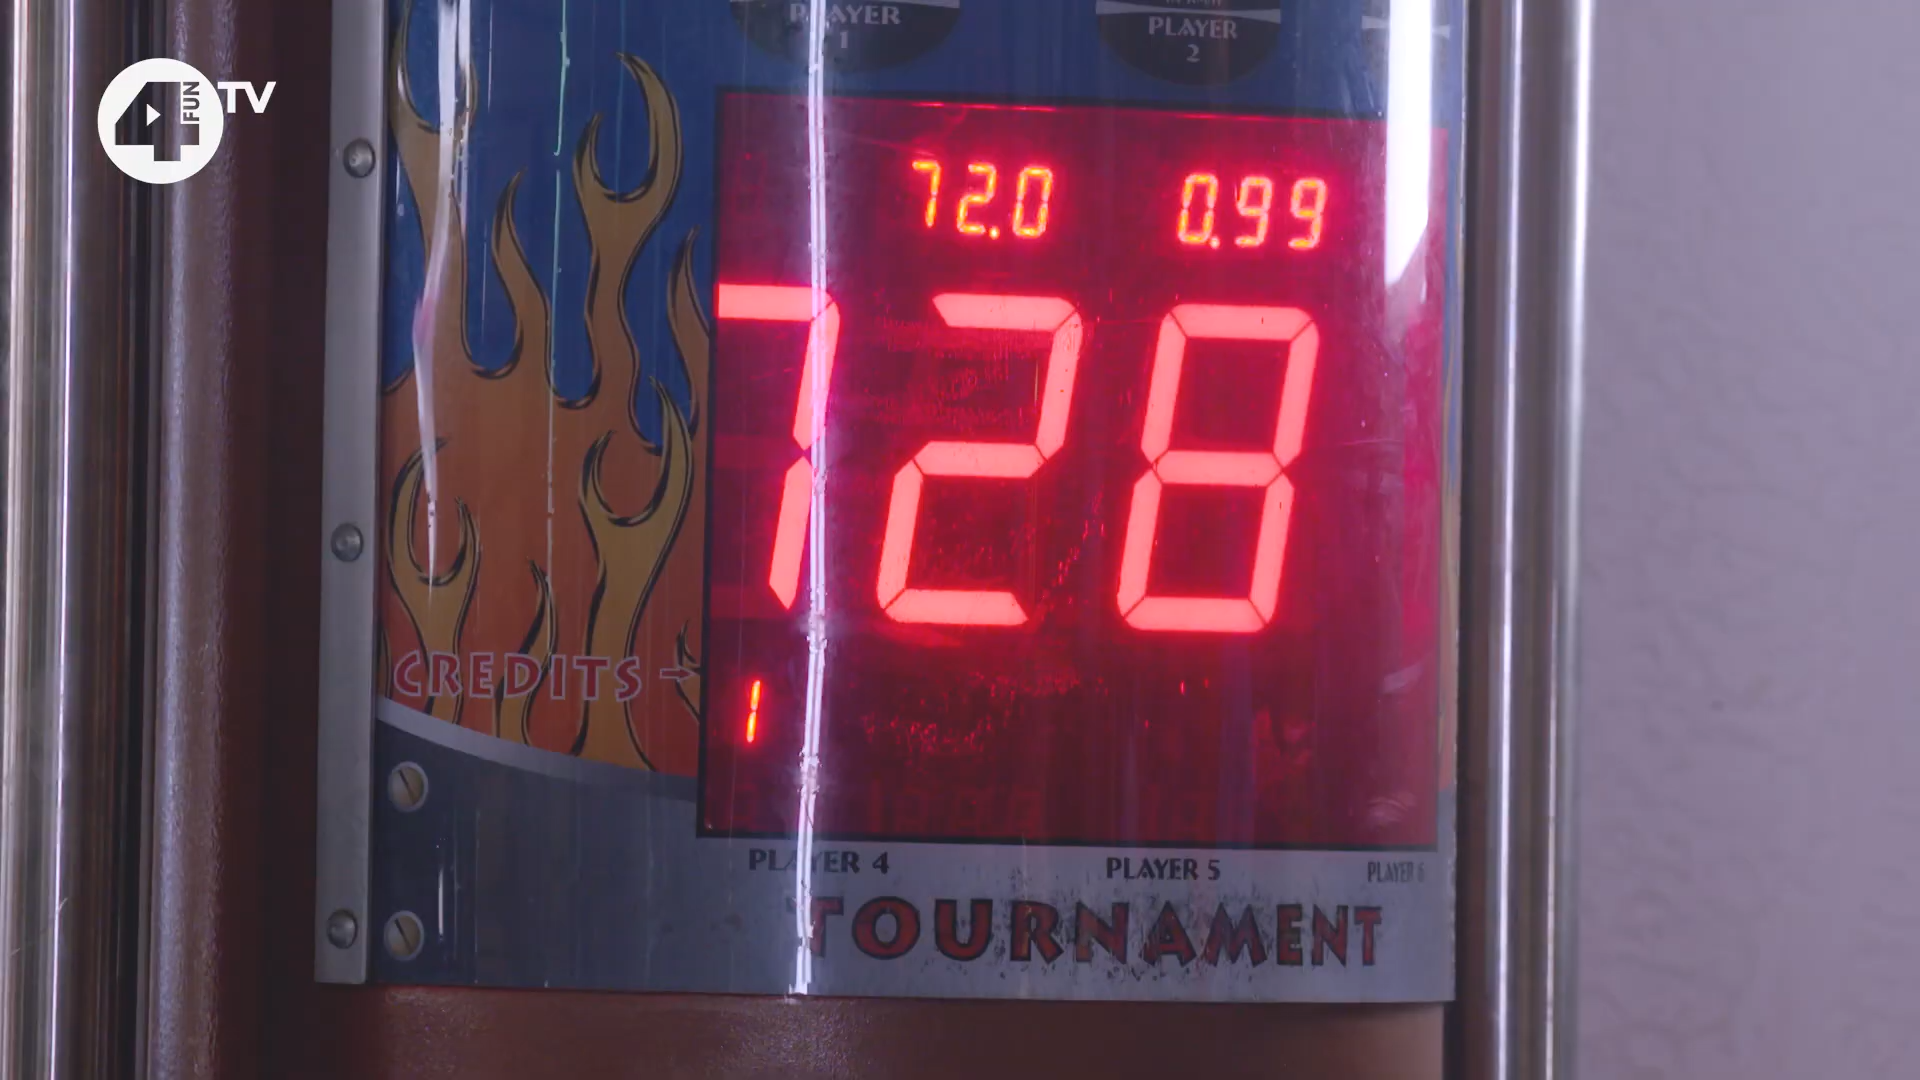 4FUN TV
PLAYER
1
PLAYER
2
72.0 0.99
728
CREDITS →
1
PLAYER 4 PLAYER 5 PLAYER 6
TOURNAMENT